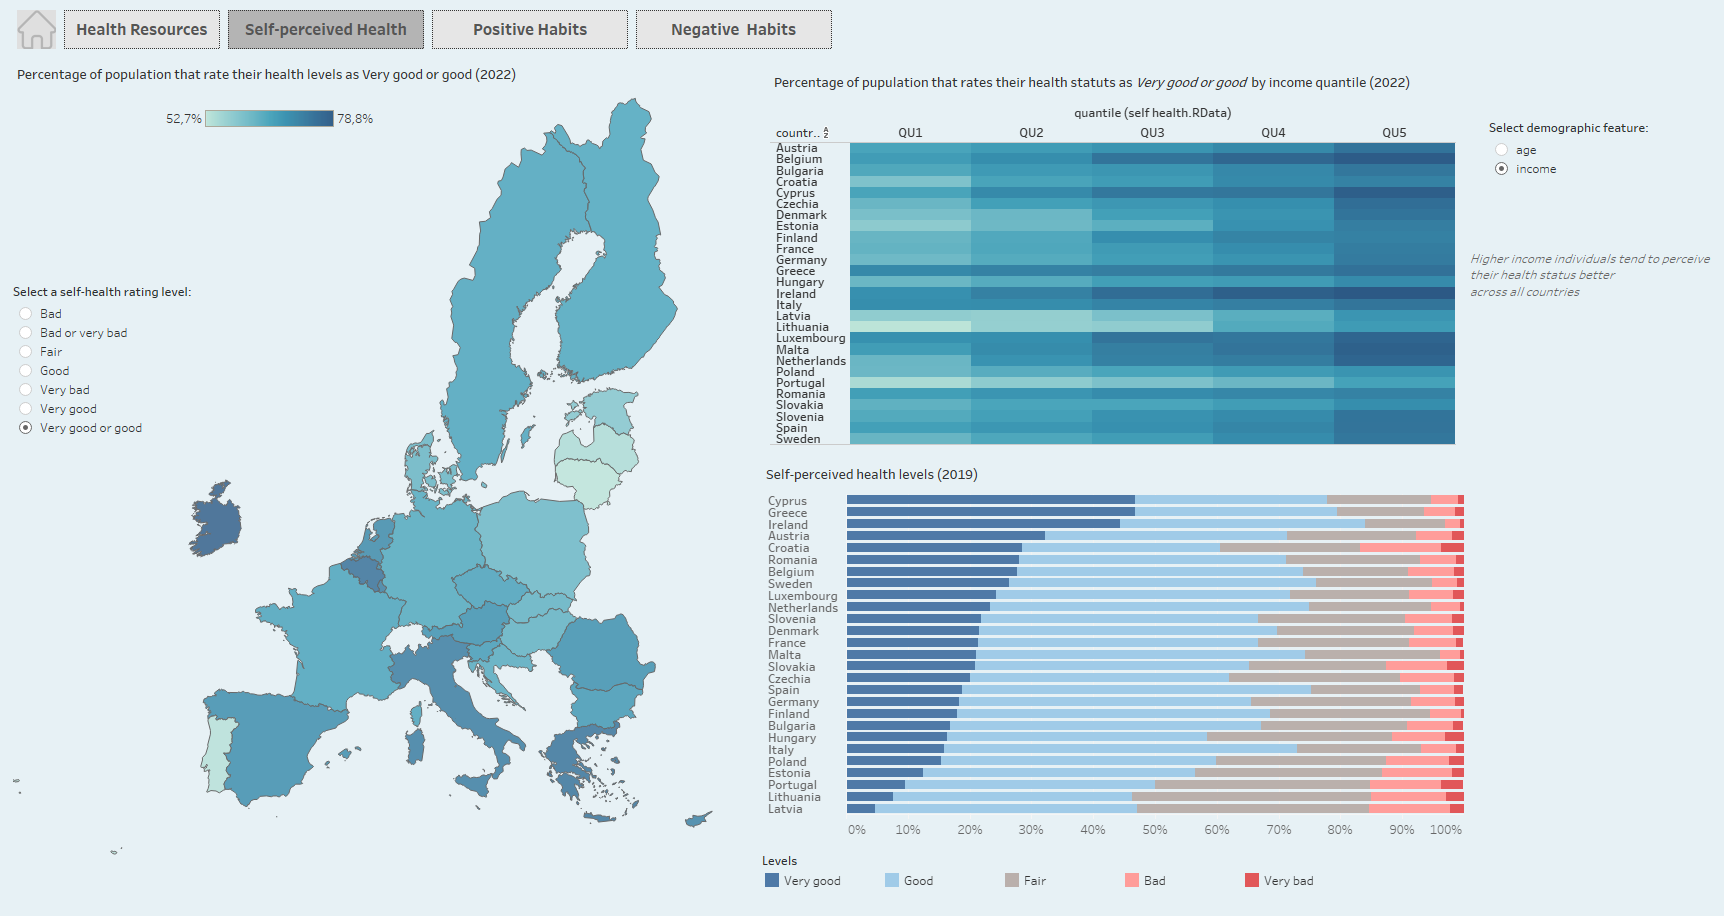 Health Resources
Self-perceived Health
Positive Habits
Negative Habits
Percentage of population that rate their health levels as Very good or good (2022)
52,7%
78,8%
Select a self-health rating level:
Bad
Bad or very bad
Fair
Good
Very bad
Very good
Very good or good
Percentage of pupulation that rates their health statuts as Very good or good by income quantile (2022)
quantile (self health.RData)
countr.. QU1 QU2 QU3 QU4 QU5
Austria
Belgium
Bulgaria
Croatia
Cyprus
Czechia
Denmark
Estonia
Finland
France
Germany
Greece
Hungary
Ireland
Italy
Latvia
Lithuania
Luxembourg
Malta
Netherlands
Poland
Portugal
Romania
Slovakia
Slovenia
Spain
Sweden
Select demographic feature:
age
income
Higher income individuals tend to perceive
their health status better
across all countries
Self-perceived health levels (2019)
Cyprus
Greece
Ireland
Austria
Croatia
Romania
Belgium
Sweden
Luxembourg
Netherlands
Slovenia
Denmark
France
Malta
Slovakia
Czechia
Spain
Germany
Finland
Bulgaria
Hungary
Italy
Poland
Estonia
Portugal
Lithuania
Latvia
0% 10% 20% 30% 40% 50% 60% 70% 80% 90% 100%
Levels
Very good
Good
Fair
Bad
Very bad